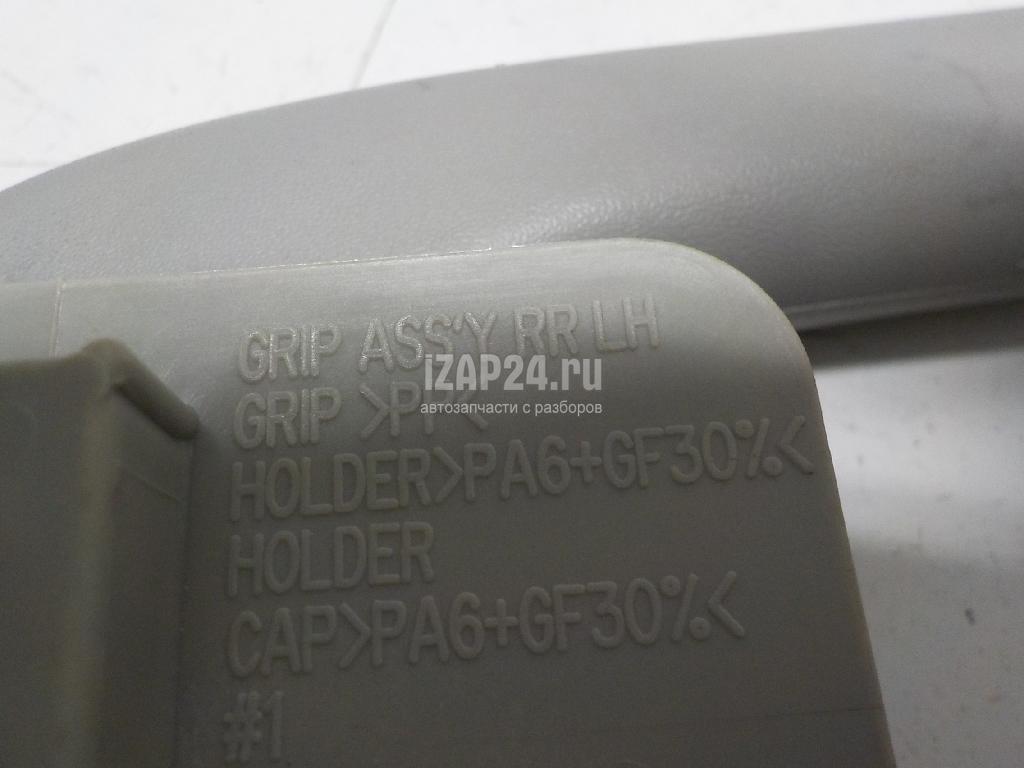 GRIP ASS'Y RR LH
iZAP24.ru
GRIP >PP<
автозапчасти с разборов
HOLDER>PA6+GF30%<
HOLDER
CAP>PA6+GF30%<
#1